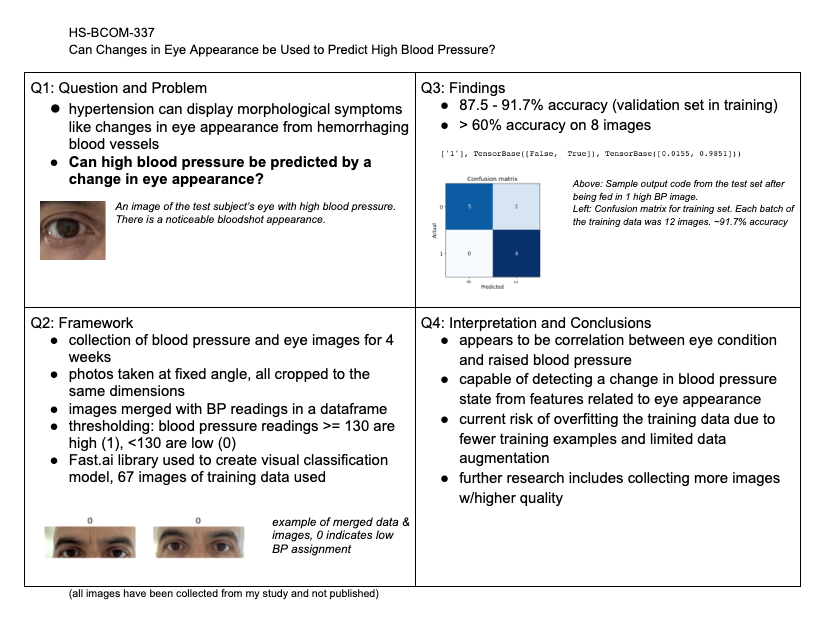 HS-BCOM-337
Can Changes in Eye Appearance be Used to Predict High Blood Pressure?
Q1: Question and Problem
● hypertension can display morphological symptoms
like changes in eye appearance from hemorrhaging
blood vessels
● Can high blood pressure be predicted by a
change in eye appearance?
An image of the test subject's eye with high blood pressure.
There is a noticeable bloodshot appearance.
Q3: Findings
● 87.5 - 91.7% accuracy (validation set in training)
● > 60% accuracy on 8 images
['1'], TensorBase([False, True]), TensorBase([0.0155, 0.9851]))
Confusion matrix
Actual
0
5
1
1
0
6
0
1
Predicted
Above: Sample output code from the test set after
being fed in 1 high BP image.
Left: Confusion matrix for training set. Each batch of
the training data was 12 images. ~91.7% accuracy
Q2: Framework
● collection of blood pressure and eye images for 4
weeks
● photos taken at fixed angle, all cropped to the
same dimensions
● images merged with BP readings in a dataframe
● thresholding: blood pressure readings >= 130 are
high (1), <130 are low (0)
● Fast.ai library used to create visual classification
model, 67 images of training data used
0
0
example of merged data &
images, 0 indicates low
BP assignment
Q4: Interpretation and Conclusions
● appears to be correlation between eye condition
and raised blood pressure
● capable of detecting a change in blood pressure
state from features related to eye appearance
● current risk of overfitting the training data due to
fewer training examples and limited data
augmentation
● further research includes collecting more images
w/higher quality
(all images have been collected from my study and not published)